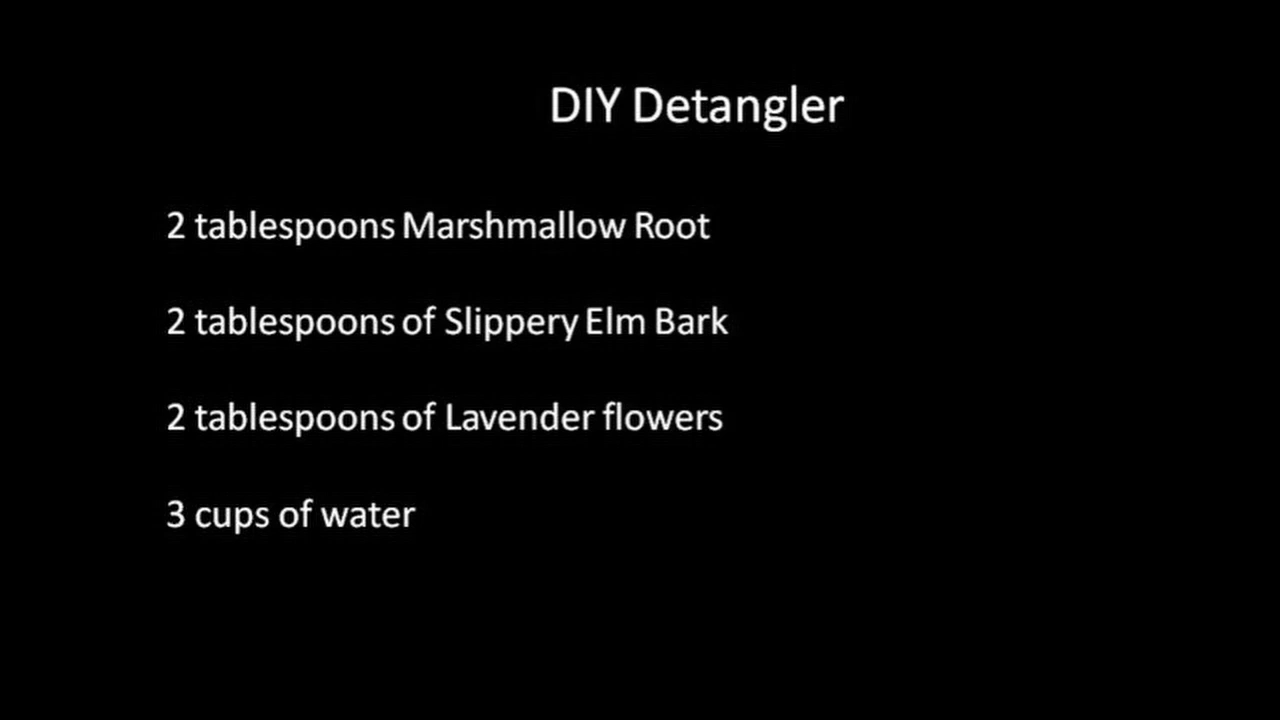 DIY Detangler
2 tablespoons Marshmallow Root
2 tablespoons of Slippery Elm Bark
2 tablespoons of Lavender flowers
3 cups of water